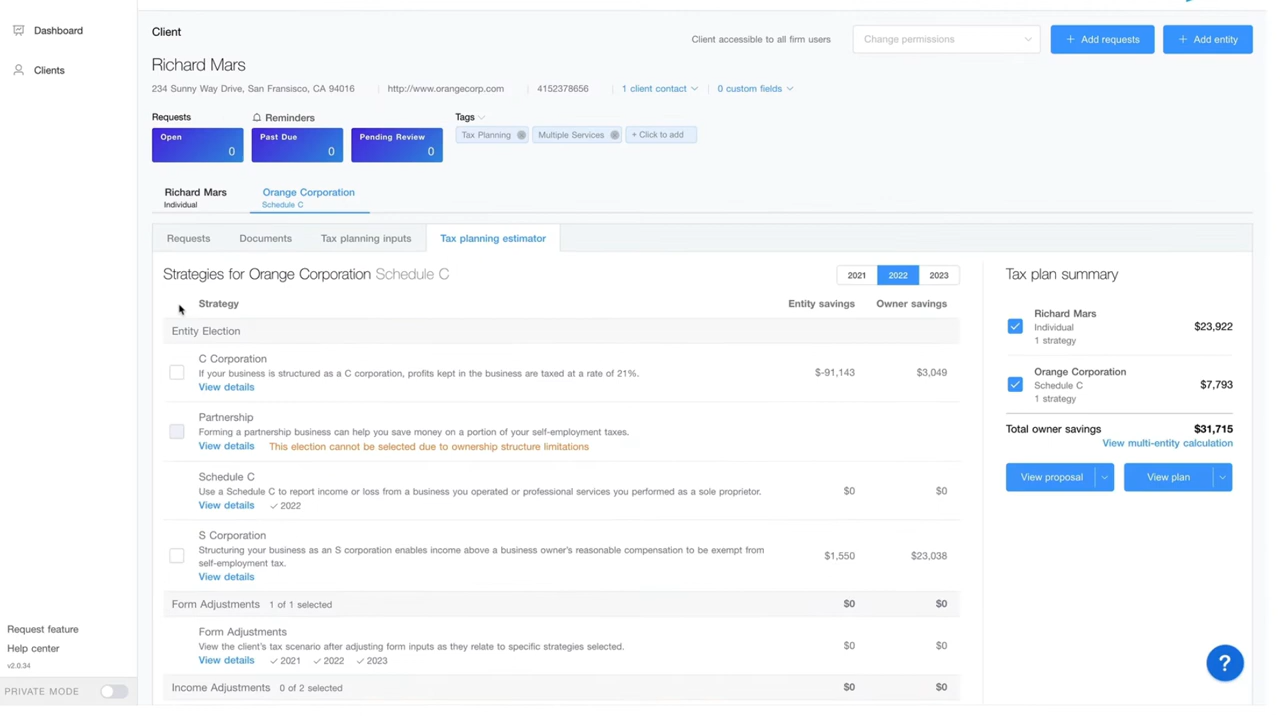 Dashboard
Clients
Client
Client accessible to all firm users
Change permissions
+ Add requests
+ Add entity
Richard Mars
234 Sunny Way Drive, San Fransisco, CA 94016
http://www.orangecorp.com
4152378656
1 client contact
0 custom fields
Requests
Reminders
Tags
Open
0
Past Due
0
Pending Review
0
Tax Planning
Multiple Services
+ Click to add
Richard Mars
Individual
Orange Corporation
Schedule C
Requests
Documents
Tax planning inputs
Tax planning estimator
Strategies for Orange Corporation Schedule C
2021
2022
2023
Strategy
Entity savings
Owner savings
Entity Election
C Corporation
If your business is structured as a C corporation, profits kept in the business are taxed at a rate of 21%.
$-91,143
$3,049
View details
Partnership
Forming a partnership business can help you save money on a portion of your self-employment taxes.
View details
This election cannot be selected due to ownership structure limitations
Schedule C
Use a Schedule C to report income or loss from a business you operated or professional services you performed as a sole proprietor.
$0
$0
View details
2022
S Corporation
Structuring your business as an S corporation enables income above a business owner's reasonable compensation to be exempt from
self-employment tax.
$1,550
$23,038
View details
Form Adjustments 1 of 1 selected
$0
$0
Form Adjustments
View the client's tax scenario after adjusting form inputs as they relate to specific strategies selected.
$0
$0
View details
2021
2022
2023
Income Adjustments 0 of 2 selected
$0
$0
Tax plan summary
Richard Mars
Individual
1 strategy
$23,922
Orange Corporation
Schedule C
1 strategy
$7,793
Total owner savings
$31,715
View multi-entity calculation
View proposal
View plan
Request feature
Help center
v2.0.34
PRIVATE MODE
?